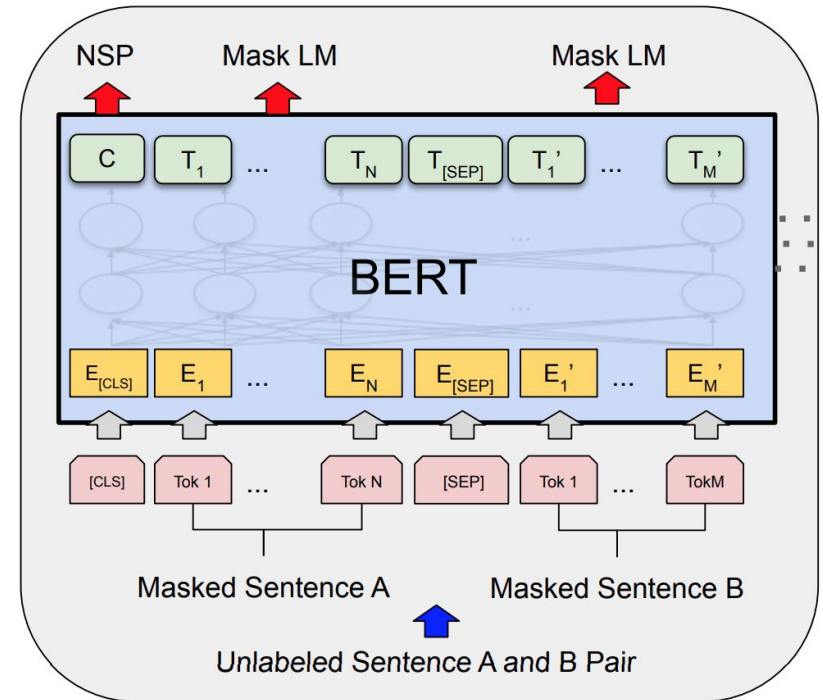 NSP Mask LM Mask LM
C T1 ... TN T[SEP] T1’ ... TM’
...
BERT
...
E[CLS] E1 ... EN E[SEP] E1’ ... EM’
[CLS] Tok 1 ... Tok N [SEP] Tok 1 ... TokM
Masked Sentence A Masked Sentence B
Unlabeled Sentence A and B Pair